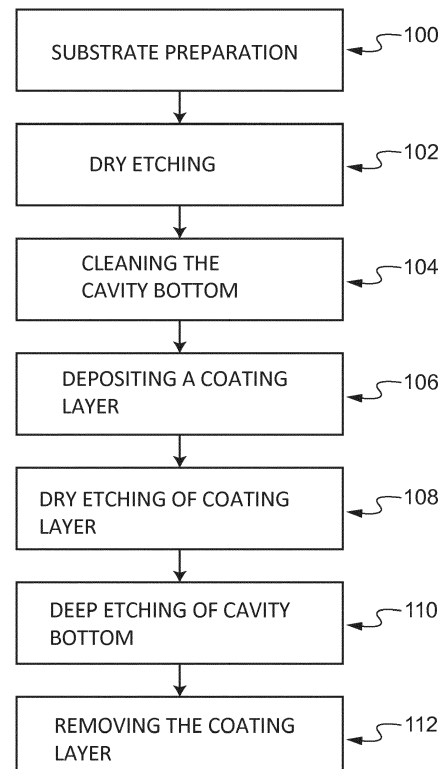 SUBSTRATE PREPARATION
100
DRY ETCHING
102
CLEANING THE
CAVITY BOTTOM
104
DEPOSITING A COATING
LAYER
106
DRY ETCHING OF COATING
LAYER
108
DEEP ETCHING OF CAVITY
BOTTOM
110
REMOVING THE COATING
LAYER
112